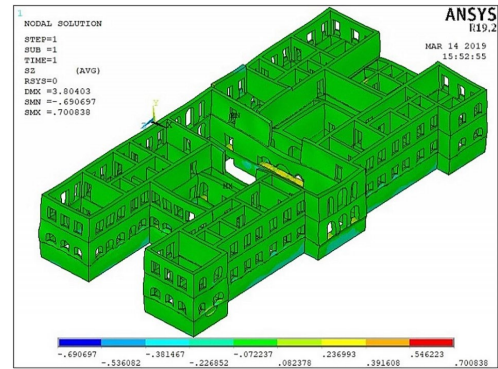 1
NODAL SOLUTION
STEP=1
SUB =1
TIME=1
SZ (AVG)
RSYS=0
DMX =3.80403
SMN =-.690697
SMX =.700838
ANSYS
R19.2
MAR 14 2019
15:52:55
Y
MN
MX
-.690697 -.381467 -.072237 .236993 .546223
-.536082 -.226852 .082378 .391608 .700838